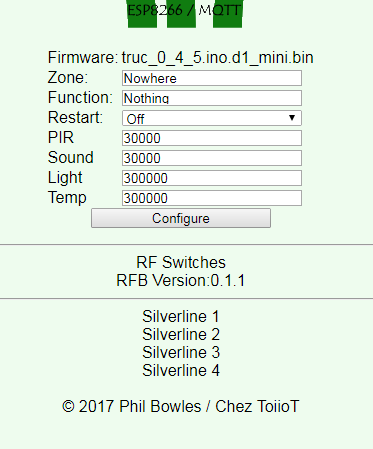 ESP8266 / MQTT
Firmware: truc_0_4_5.ino.d1_mini.bin
Zone: Nowhere
Function: Nothing
Restart: Off
PIR 30000
Sound 30000
Light 300000
Temp 300000
Configure
RF Switches
RFB Version:0.1.1
Silverline 1
Silverline 2
Silverline 3
Silverline 4
© 2017 Phil Bowles / Chez ToiioT